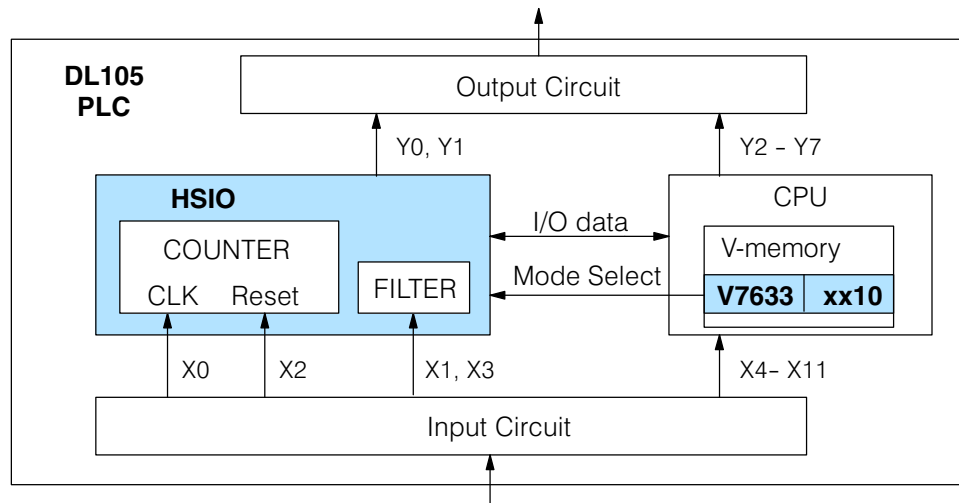 DL105
PLC
Output Circuit
Y0, Y1
Y2 - Y7
HSIO
CPU
COUNTER
CLK Reset
FILTER
I/O data
Mode Select
V-memory
V7633 xx10
X0
X2
X1, X3
X4- X11
Input Circuit